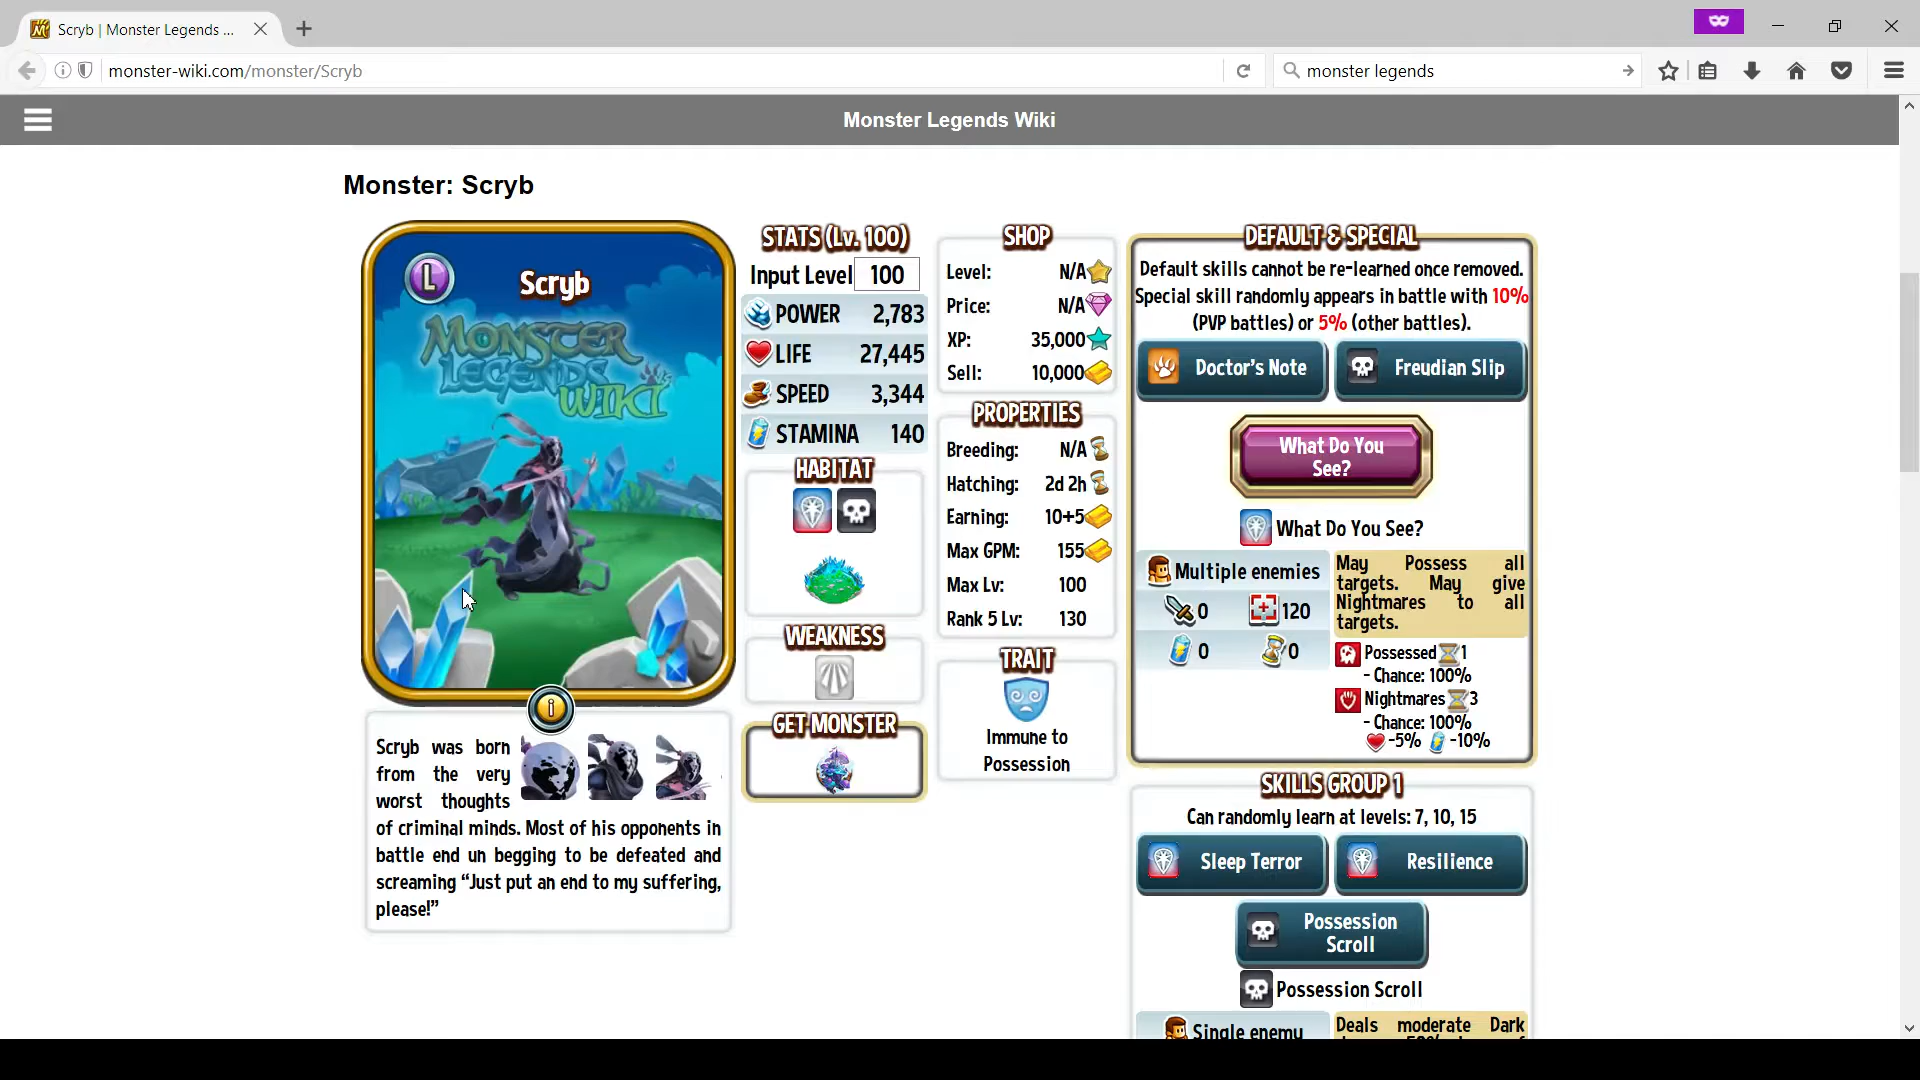 Scryb | Monster Legends ...
monster-wiki.com/monster/Scryb
monster legends
Monster Legends Wiki
Monster: Scryb
L
Scryb
MONSTER
LEGENDS
WIKI
i
Scryb was born
from the very
worst thoughts
of criminal minds. Most of his opponents in
battle end un begging to be defeated and
screaming “Just put an end to my suffering,
please!”
STATS (Lv. 100)
Input Level 100
POWER 2,783
LIFE 27,445
SPEED 3,344
STAMINA 140
HABITAT
WEAKNESS
GET MONSTER
SHOP
Level: N/A
Price: N/A
XP: 35,000
Sell: 10,000
PROPERTIES
Breeding: N/A
Hatching: 2d 2h
Earning: 10+5
Max GPM: 155
Max Lv: 100
Rank 5 Lv: 130
TRAIT
Immune to
Possession
DEFAULT & SPECIAL
Default skills cannot be re-learned once removed.
Special skill randomly appears in battle with 10%
(PVP battles) or 5% (other battles).
Doctor's Note
Freudian Slip
What Do You
See?
What Do You See?
Multiple enemies
0 120
0 0
May Possess all
targets. May give
Nightmares to all
targets.
Possessed 1
- Chance: 100%
Nightmares 3
- Chance: 100%
-5% -10%
SKILLS GROUP 1
Can randomly learn at levels: 7, 10, 15
Sleep Terror
Resilience
Possession
Scroll
Possession Scroll
Single enemy
Deals moderate Dark